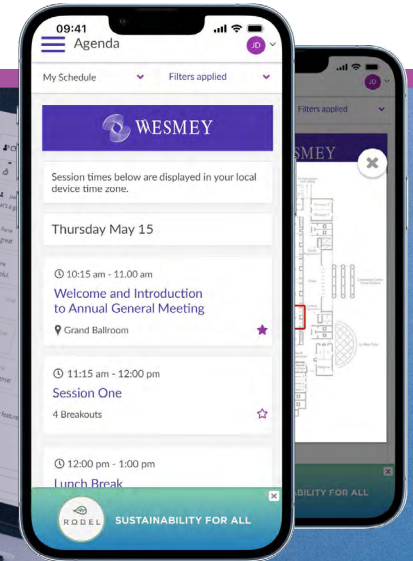 09:41
Agenda
JD
My Schedule
Filters applied
WESMEY
Session times below are displayed in your local
device time zone.
Thursday May 15
10:15 am - 11.00 am
Welcome and Introduction
to Annual General Meeting
Grand Ballroom
11:15 am - 12:00 pm
Session One
4 Breakouts
12:00 pm - 1:00 pm
Lunch Break
RODEL
SUSTAINABILITY FOR ALL
JD
Filters applied
SMEY
ABILITY FOR ALL